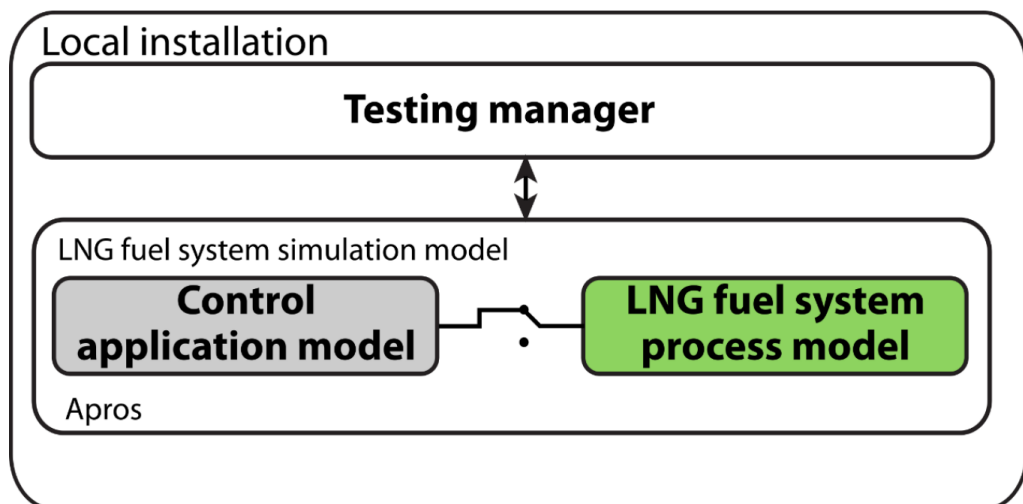 Local installation
Testing manager
LNG fuel system simulation model
Control
application model
LNG fuel system
process model
Apros